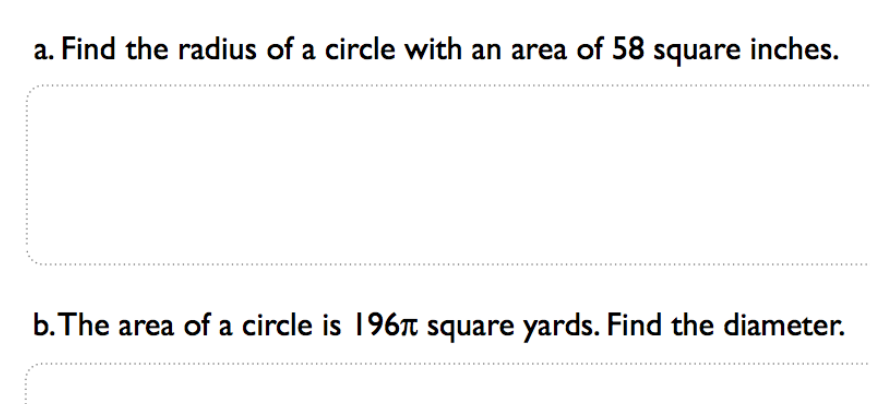 a. Find the radius of a circle with an area of 58 square inches.
b. The area of a circle is 196π square yards. Find the diameter.